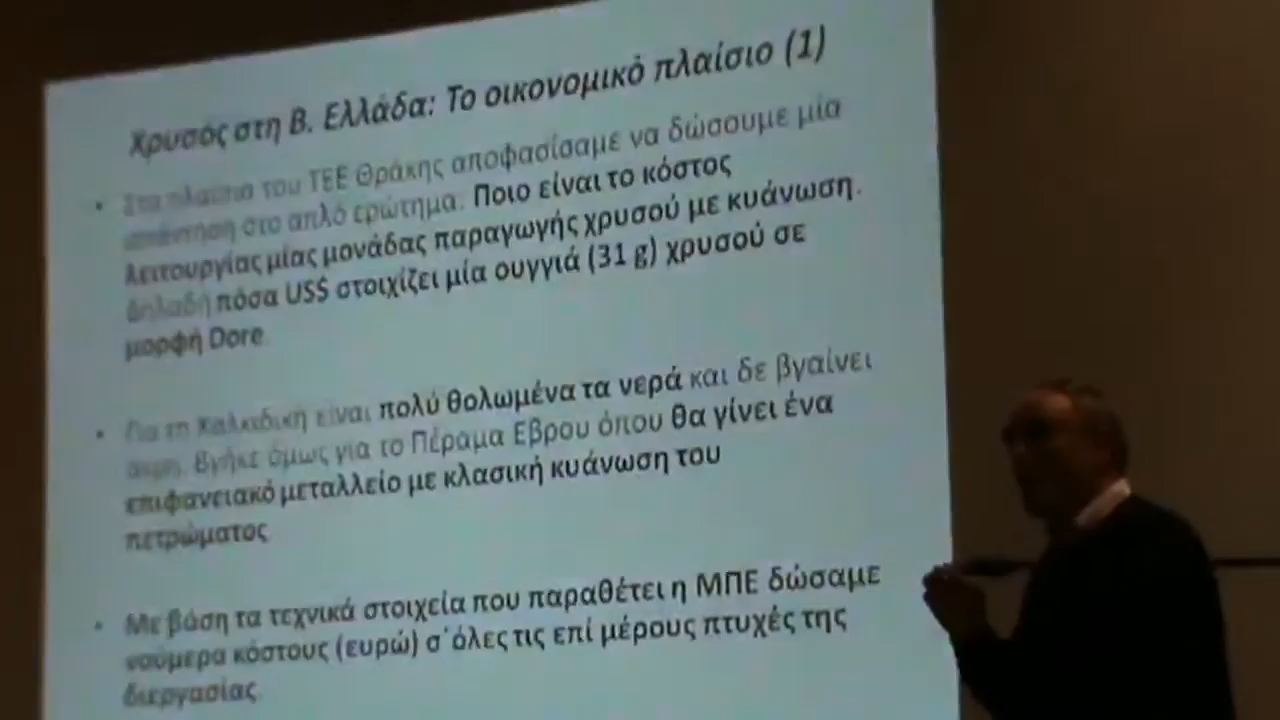 Χρυσός στη Β. Ελλάδα: Το οικονομικό πλαίσιο (1)
• Στα πλαίσια του ΤΕΕ Θράκης αποφασίσαμε να δώσουμε μία
απάντηση στο απλό ερώτημα: Ποιο είναι το κόστος
λειτουργίας μίας μονάδας παραγωγής χρυσού με κυάνωση.
Δηλαδή πόσα US$ στοιχίζει μία ουγγιά (31 g) χρυσού σε
μορφή Dore
• Για τη Χαλκιδική είναι πολύ θολωμένα τα νερά και δε βγαίνει
άκρη. Βγήκε όμως για το Πέραμα Εβρου όπου θα γίνει ένα
επιφανειακό μεταλλείο με κλασική κυάνωση του
πετρώματος
• Με βάση τα τεχνικά στοιχεία που παραθέτει η ΜΠΕ δώσαμε
νούμερα κόστους (ευρώ) σ΄όλες τις επί μέρους πτυχές της
διεργασίας